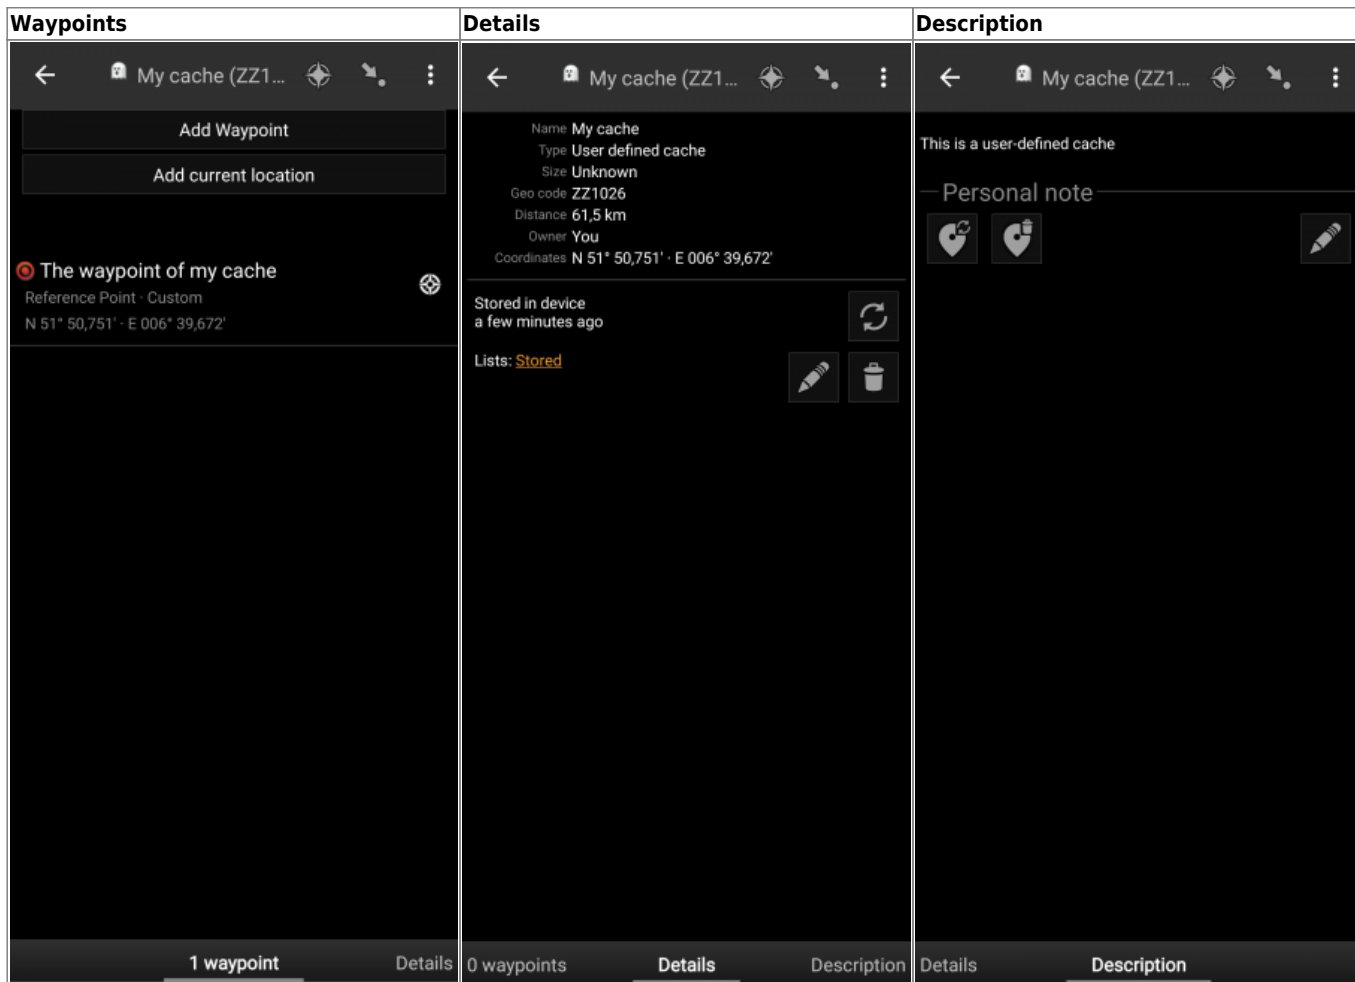 Waypoints
My cache (ZZ1...
Add Waypoint
Add current location
The waypoint of my cache
Reference Point · Custom
N 51° 50,751' · E 006° 39,672'
1 waypoint
Details
Details
My cache (ZZ1...
Name My cache
Type User defined cache
Size Unknown
Geo code ZZ1026
Distance 61,5 km
Owner You
Coordinates N 51° 50,751' · E 006° 39,672'
Stored in device
a few minutes ago
Lists: Stored
0 waypoints
Details
Description
Description
My cache (ZZ1...
This is a user-defined cache
Personal note
Details
Description